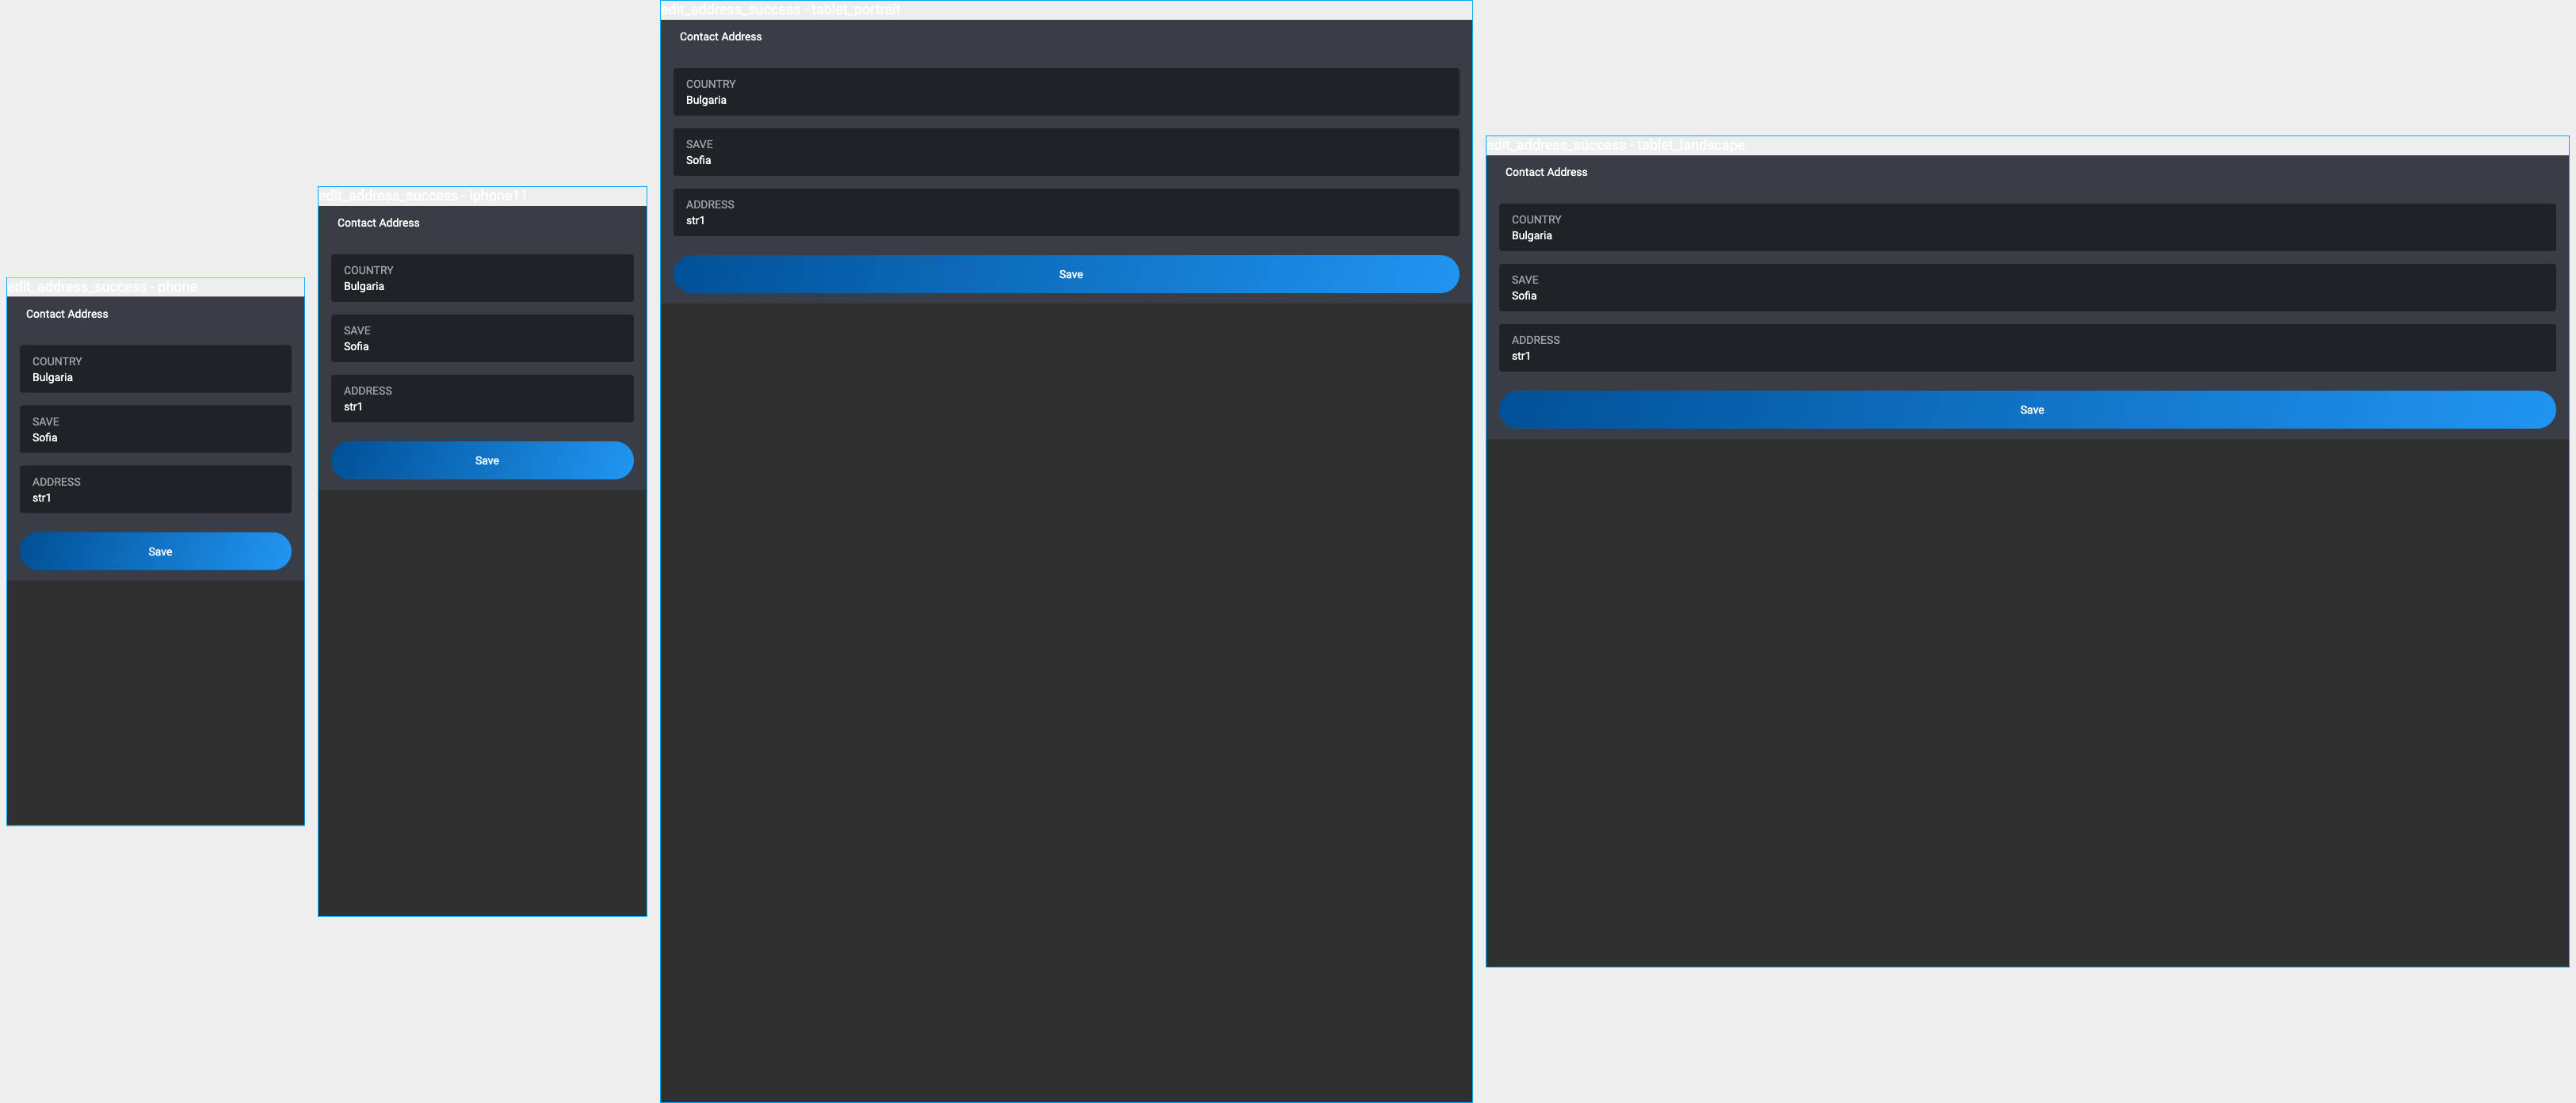 edit_address_success - phone
Contact Address
COUNTRY
Bulgaria
SAVE
Sofia
ADDRESS
str1
Save
edit_address_success - iphone11
Contact Address
COUNTRY
Bulgaria
SAVE
Sofia
ADDRESS
str1
Save
edit_address_success - tablet_portrait
Contact Address
COUNTRY
Bulgaria
SAVE
Sofia
ADDRESS
str1
Save
edit_address_success - tablet_landscape
Contact Address
COUNTRY
Bulgaria
SAVE
Sofia
ADDRESS
str1
Save